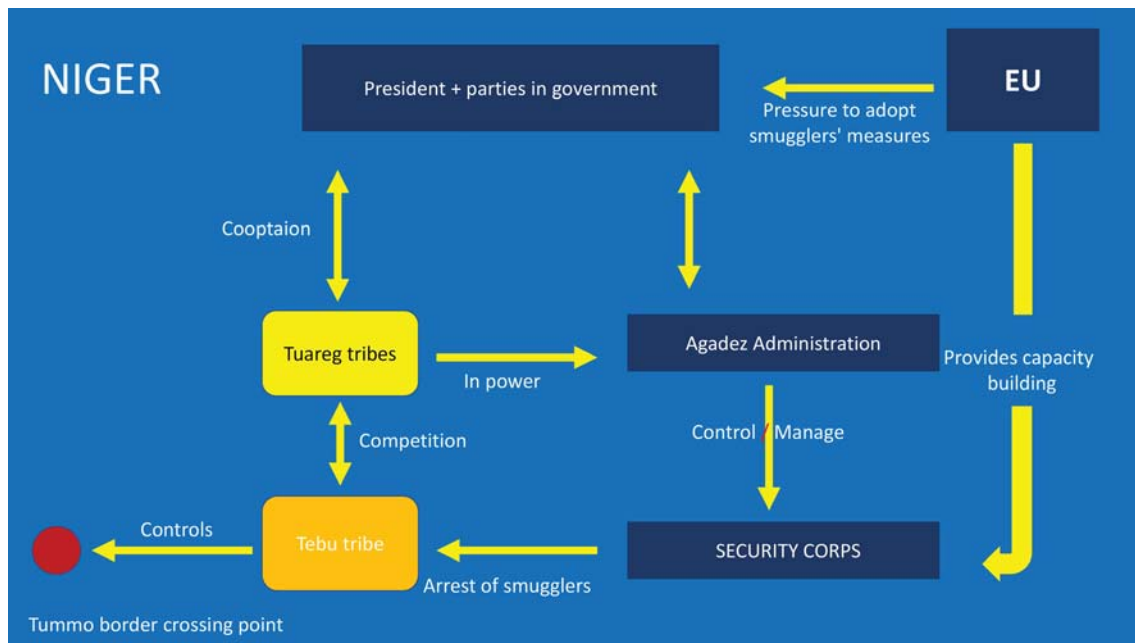 NIGER
President + parties in government
EU
Pressure to adopt
smugglers' measures
Cooptaion
Tuareg tribes
In power
Agadez Administration
Provides capacity
building
Competition
Control / Manage
Controls
Tebu tribe
Arrest of smugglers
SECURITY CORPS
Tummo border crossing point